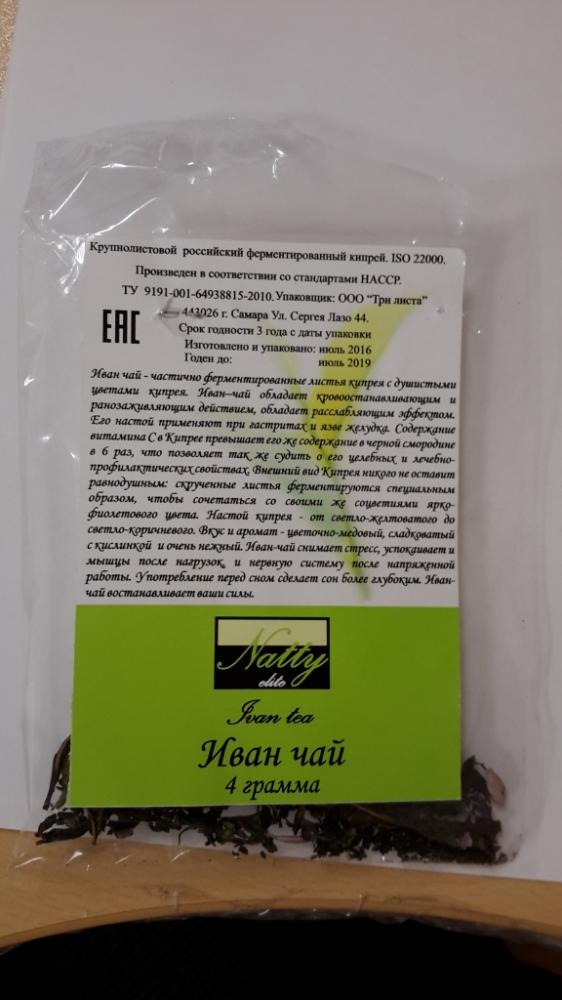 Крупнолистовой российский ферментированный кипрей. ISO 22000.
Произведен в соответствии со стандартами НАССР.
ТУ 9191-001-64938815-2010. Упаковщик: ООО "Три листа"
443026 г. Самара Ул. Сергея Лазо 44.
EAC
Срок годности 3 года с даты упаковки
Изготовлено и упаковано: июль 2016
Годен до: июль 2019
Иван чай - частично ферментированные листья кипрея с душистыми
цветами кипрея. Иван-чай обладает кровоостанавливающим и
ранозаживляющим действием, обладает расслабляющим эффектом.
Его настой применяют при гастритах и язве желудка. Содержание
витамина С в Кипрее превышает его же содержание в черной смородине
в 6 раз, что позволяет так же судить о его целебных и лечебно-
профилактических свойствах. Внешний вид Кипрея никого не оставит
равнодушным: скрученные листья ферментируются специальным
образом, чтобы сочетаться со своими же соцветиями ярко-
фиолетового цвета. Настой кипрея - от светло-желтоватого до
светло-коричневого. Вкус и аромат - цветочно-медовый, сладковатый
с кислинкой и очень нежный. Иван-чай снимает стресс, успокаивает и
мышцы после нагрузок, и нервную систему после напряженной
работы. Употребление перед сном сделает сон более глубоким. Иван-
чай востанавливает ваши силы.
Natty
elite
Ivan tea
Иван чай
4 грамма